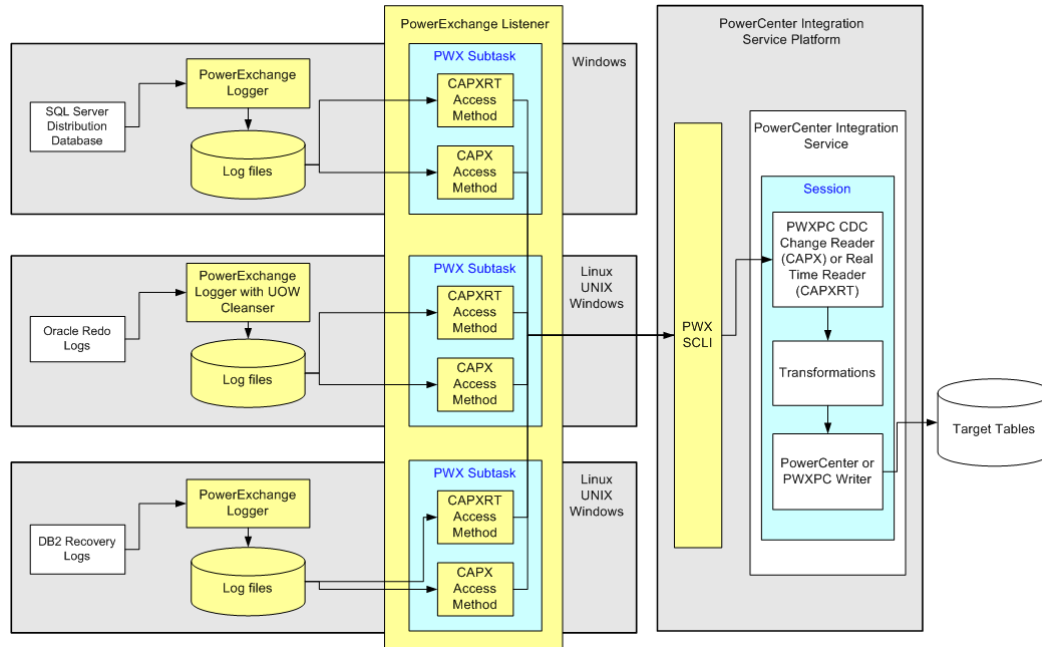 PowerExchange Listener
PWX Subtask
Windows
SQL Server
Distribution
Database
PowerExchange
Logger
Log files
CAPXRT
Access
Method
CAPX
Access
Method
PWX Subtask
Linux
UNIX
Windows
Oracle Redo
Logs
PowerExchange
Logger with UOW
Cleanser
Log files
CAPXRT
Access
Method
CAPX
Access
Method
PWX Subtask
Linux
UNIX
Windows
DB2 Recovery
Logs
PowerExchange
Logger
Log files
CAPXRT
Access
Method
CAPX
Access
Method
PowerCenter Integration
Service Platform
PWX
SCLI
PowerCenter Integration
Service
Session
PWXPC CDC
Change Reader
(CAPX) or Real
Time Reader
(CAPXRT)
Transformations
PowerCenter or
PWXPC Writer
Target Tables